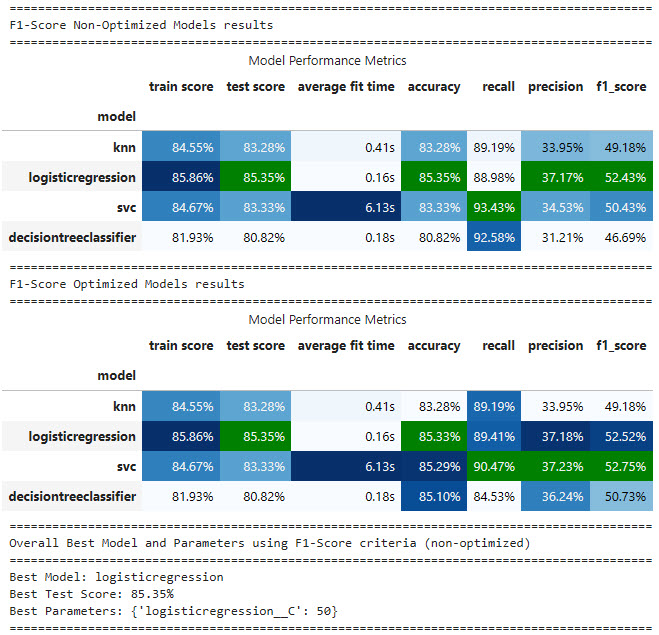 ================================================================================
F1-Score Non-Optimized Models results
================================================================================
Model Performance Metrics
train score test score average fit time accuracy recall precision f1_score
model
knn 84.55% 83.28% 0.41s 83.28% 89.19% 33.95% 49.18%
logisticregression 85.86% 85.35% 0.16s 85.35% 88.98% 37.17% 52.43%
svc 84.67% 83.33% 6.13s 83.33% 93.43% 34.53% 50.43%
decisiontreeclassifier 81.93% 80.82% 0.18s 80.82% 92.58% 31.21% 46.69%
================================================================================
F1-Score Optimized Models results
================================================================================
Model Performance Metrics
train score test score average fit time accuracy recall precision f1_score
model
knn 84.55% 83.28% 0.41s 83.28% 89.19% 33.95% 49.18%
logisticregression 85.86% 85.35% 0.16s 85.33% 89.41% 37.18% 52.52%
svc 84.67% 83.33% 6.13s 85.29% 90.47% 37.23% 52.75%
decisiontreeclassifier 81.93% 80.82% 0.18s 85.10% 84.53% 36.24% 50.73%
================================================================================
Overall Best Model and Parameters using F1-Score criteria (non-optimized)
================================================================================
Best Model: logisticregression
Best Test Score: 85.35%
Best Parameters: {'logisticregression__C': 50}
================================================================================